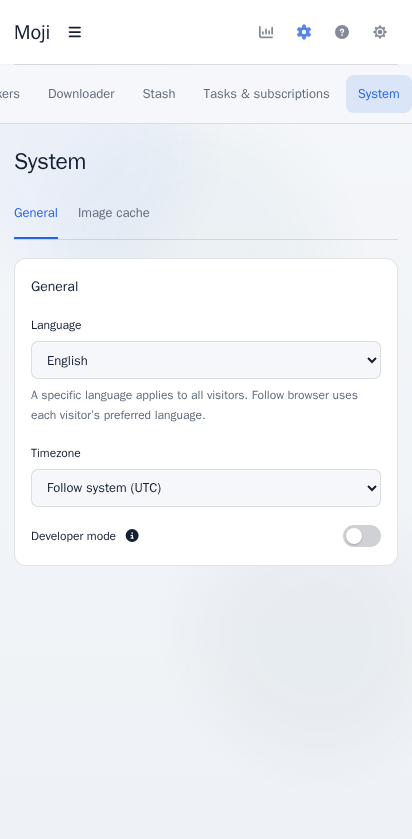 Moji
kers Downloader Stash Tasks & subscriptions System
System
General Image cache
General
Language
English
A specific language applies to all visitors. Follow browser uses
each visitor's preferred language.
Timezone
Follow system (UTC)
Developer mode